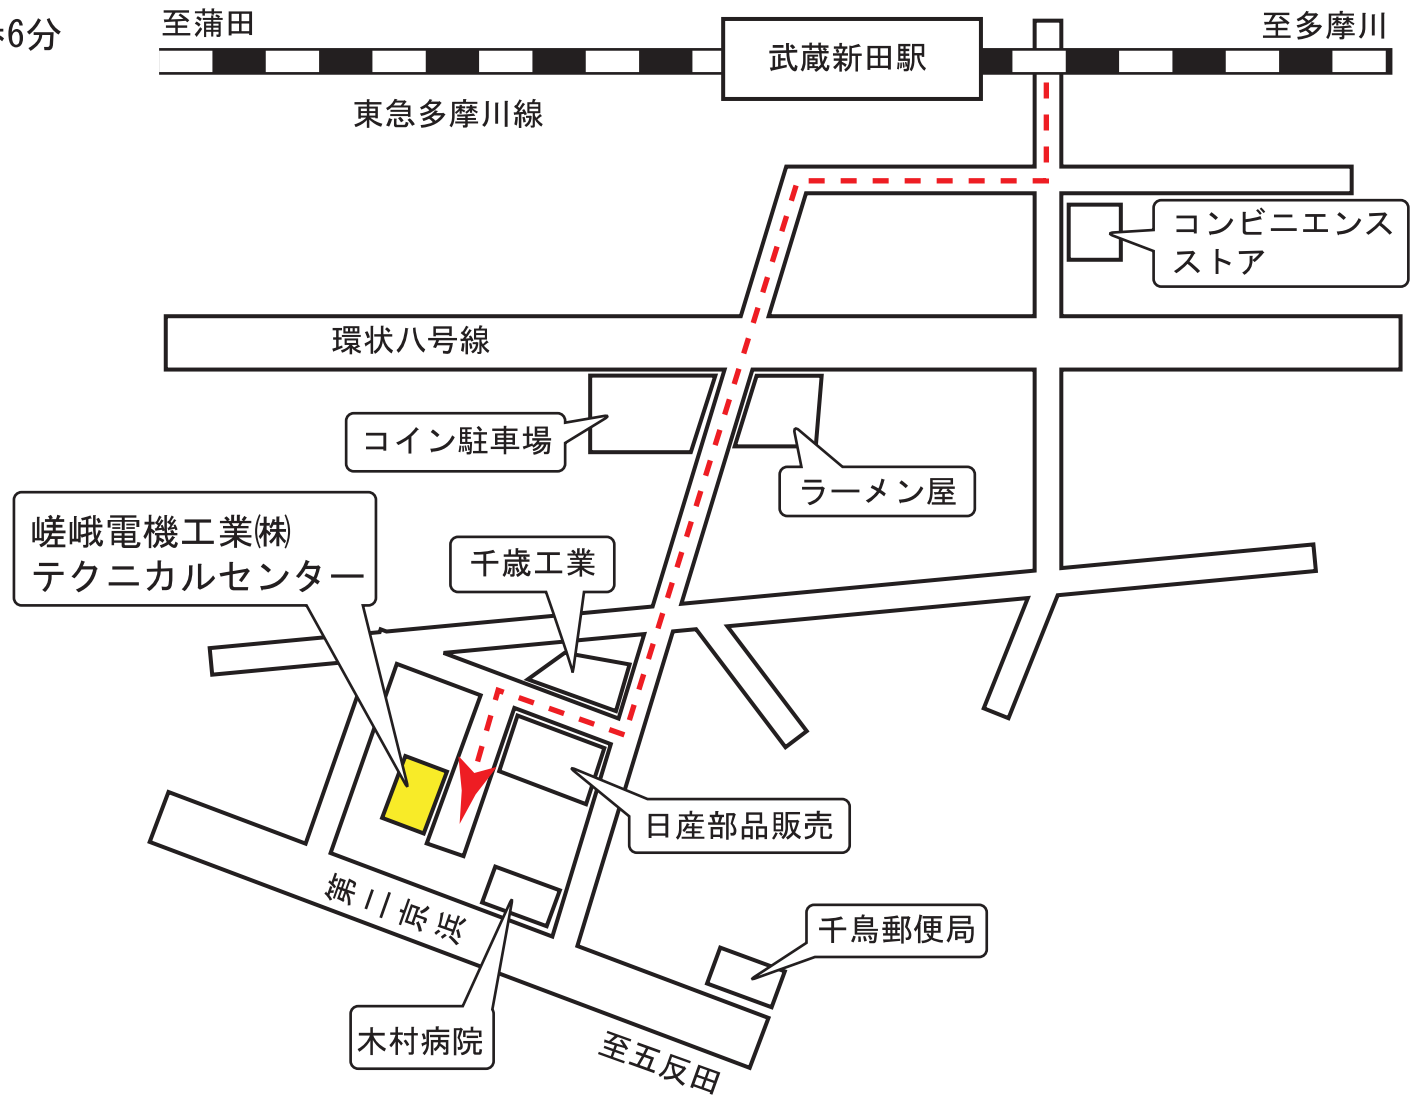 6分
至蒲田
至多摩川
武蔵新田駅
東急多摩川線
コンビニエンス
ストア
環状八号線
コイン駐車場
ラーメン屋
嵯峨電機工業㈱
テクニカルセンター
千歳工業
日産部品販売
第二京浜
千鳥郵便局
木村病院
至五反田